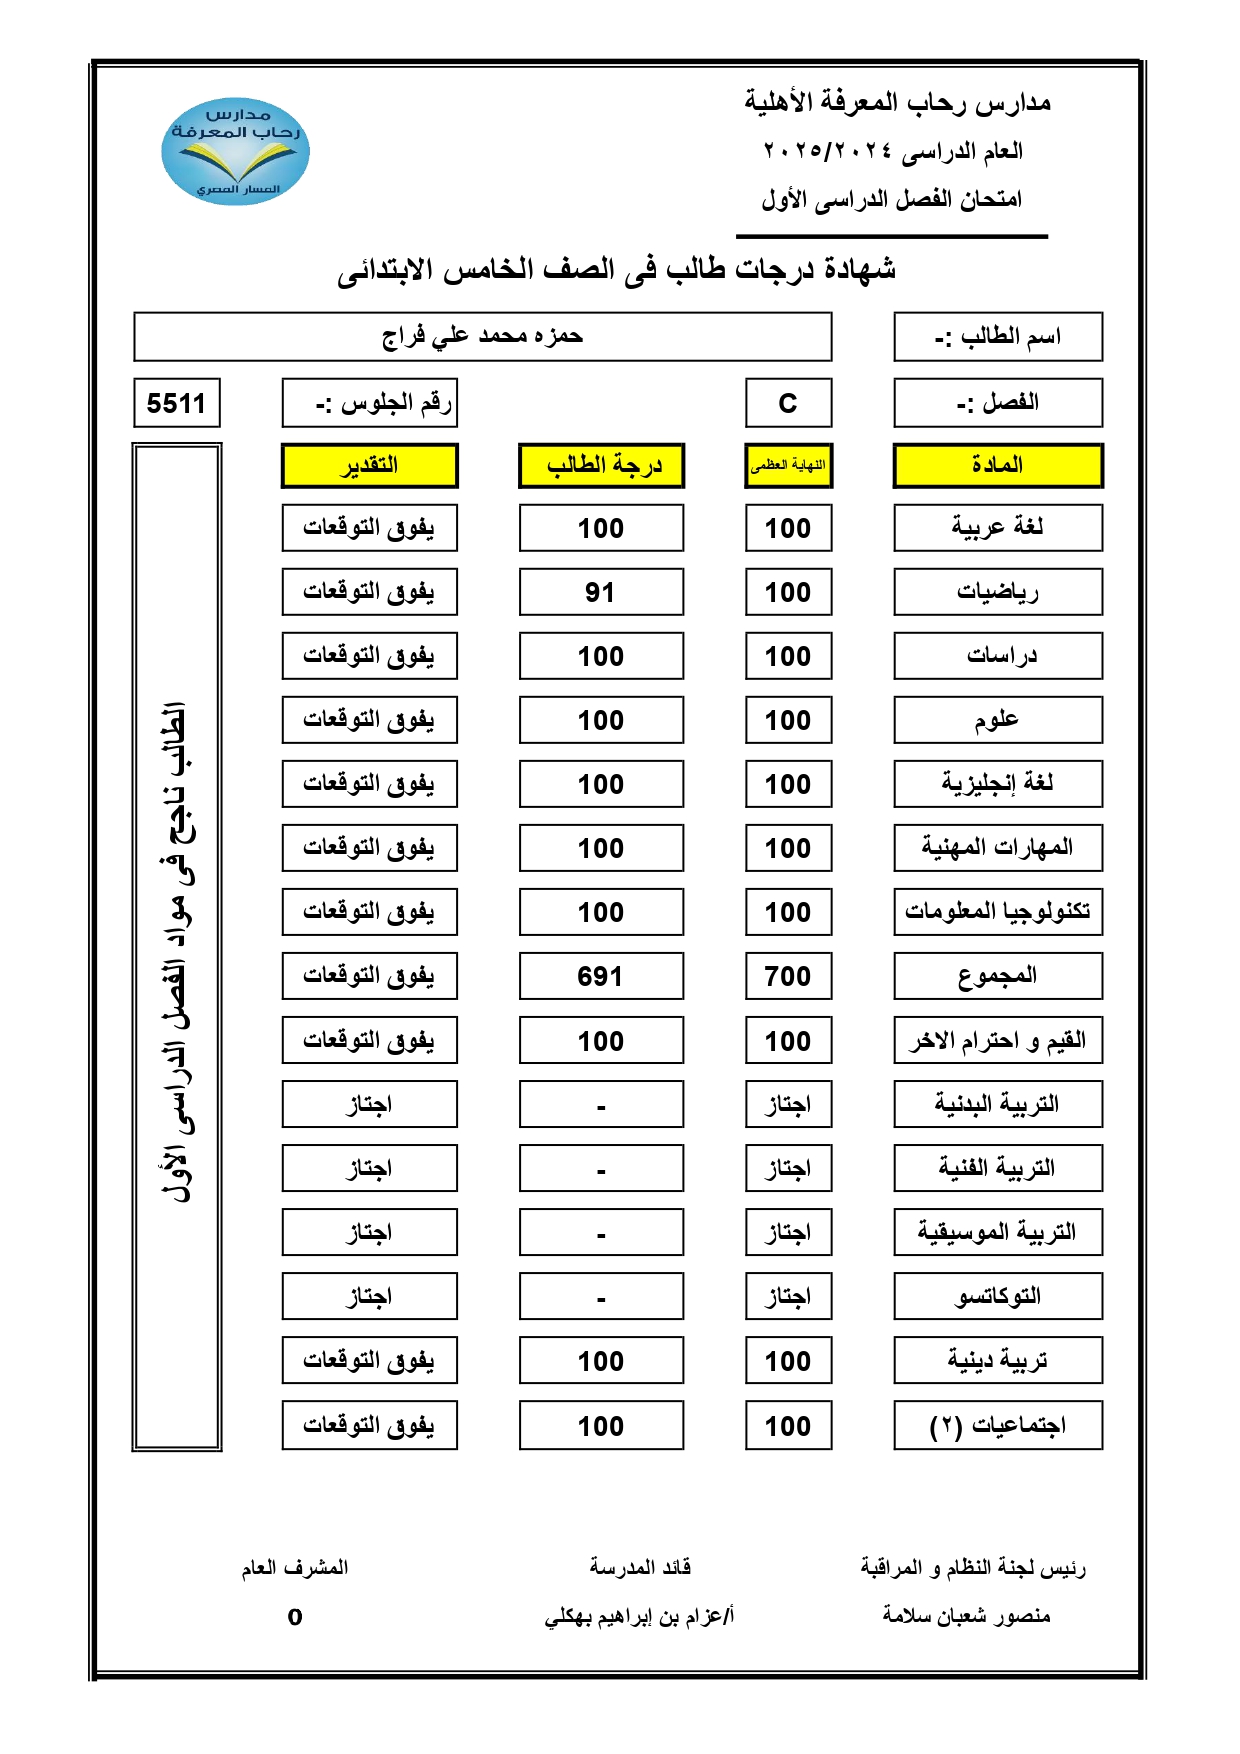 مدارس رحاب المعرفة الأهلية
العام الدراسى ٢٠٢٥/٢٠٢٤
امتحان الفصل الدراسى الأول
مدارس
رحاب المعرفة
المسار المصري
شهادة درجات طالب فى الصف الخامس الابتدائى
اسم الطالب :- حمزه محمد علي فراج
الفصل :- C رقم الجلوس :- 5511
المادة النهاية العظمى درجة الطالب التقدير
لغة عربية 100 100 يفوق التوقعات
رياضيات 100 91 يفوق التوقعات
دراسات 100 100 يفوق التوقعات
علوم 100 100 يفوق التوقعات
لغة إنجليزية 100 100 يفوق التوقعات
المهارات المهنية 100 100 يفوق التوقعات
تكنولوجيا المعلومات 100 100 يفوق التوقعات
المجموع 700 691 يفوق التوقعات
القيم و احترام الاخر 100 100 يفوق التوقعات
التربية البدنية اجتاز - اجتاز
التربية الفنية اجتاز - اجتاز
التربية الموسيقية اجتاز - اجتاز
التوكاتسو اجتاز - اجتاز
تربية دينية 100 100 يفوق التوقعات
اجتماعيات (٢) 100 100 يفوق التوقعات
الطالب ناجح فى مواد الفصل الدراسى الأول
رئيس لجنة النظام و المراقبة قائد المدرسة المشرف العام
منصور شعبان سلامة أ/عزام بن إبراهيم بهكلي 0